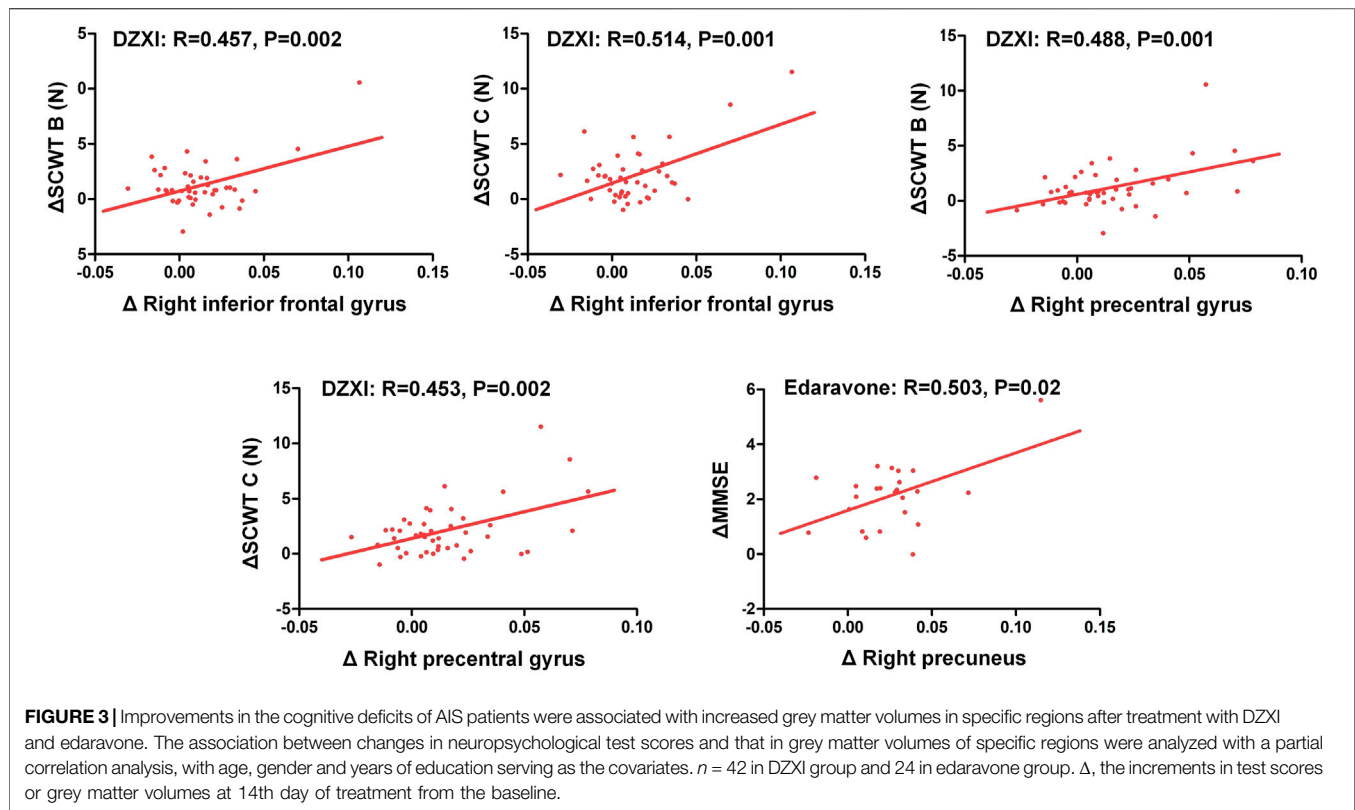 DZXI: R=0.457, P=0.002
5
0
5
0
5
ΔSCWT B (N)
-0.05 0.00 0.05 0.10 0.15
Δ Right inferior frontal gyrus
DZXI: R=0.514, P=0.001
15
10
5
0
-5
ΔSCWT C (N)
-0.05 0.00 0.05 0.10 0.15
Δ Right inferior frontal gyrus
DZXI: R=0.488, P=0.001
15
10
5
0
-5
ΔSCWT B (N)
-0.05 0.00 0.05 0.10
Δ Right precentral gyrus
DZXI: R=0.453, P=0.002
15
10
5
0
-5
ΔSCWT C (N)
-0.05 0.00 0.05 0.10
Δ Right precentral gyrus
Edaravone: R=0.503, P=0.02
6
4
2
0
-2
ΔMMSE
-0.05 0.00 0.05 0.10 0.15
Δ Right precuneus
FIGURE 3 | Improvements in the cognitive deficits of AIS patients were associated with increased grey matter volumes in specific regions after treatment with DZXI
and edaravone. The association between changes in neuropsychological test scores and that in grey matter volumes of specific regions were analyzed with a partial
correlation analysis, with age, gender and years of education serving as the covariates. n = 42 in DZXI group and 24 in edaravone group. Δ, the increments in test scores
or grey matter volumes at 14th day of treatment from the baseline.